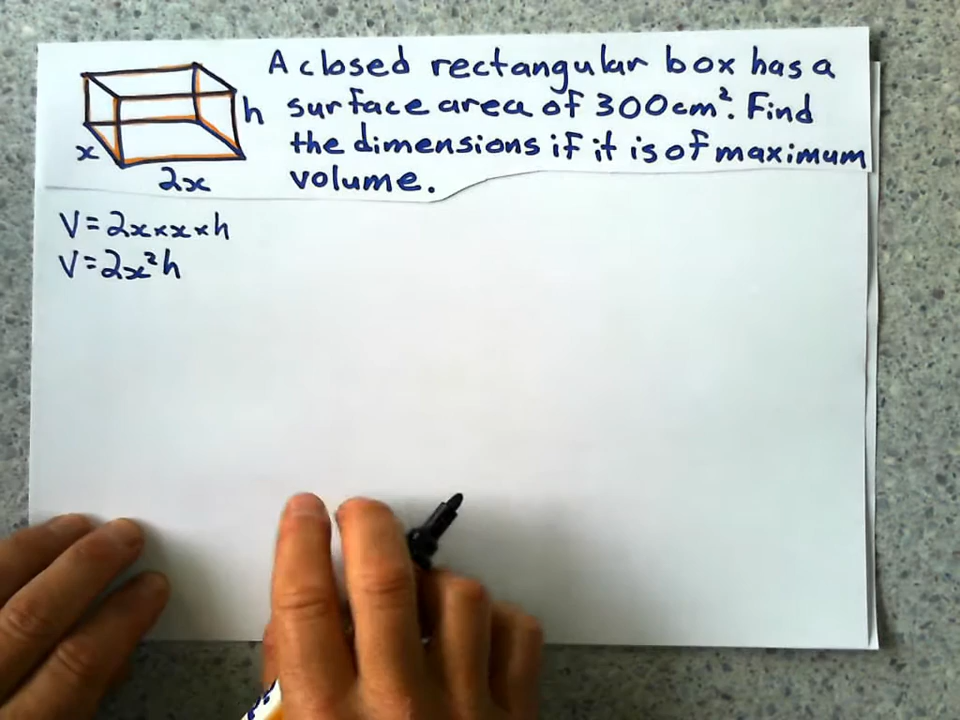 A closed rectangular box has a
surface area of 300cm². Find
the dimensions if it is of maximum
volume.
h
x
2x
V=2x×x×h
V=2x²h